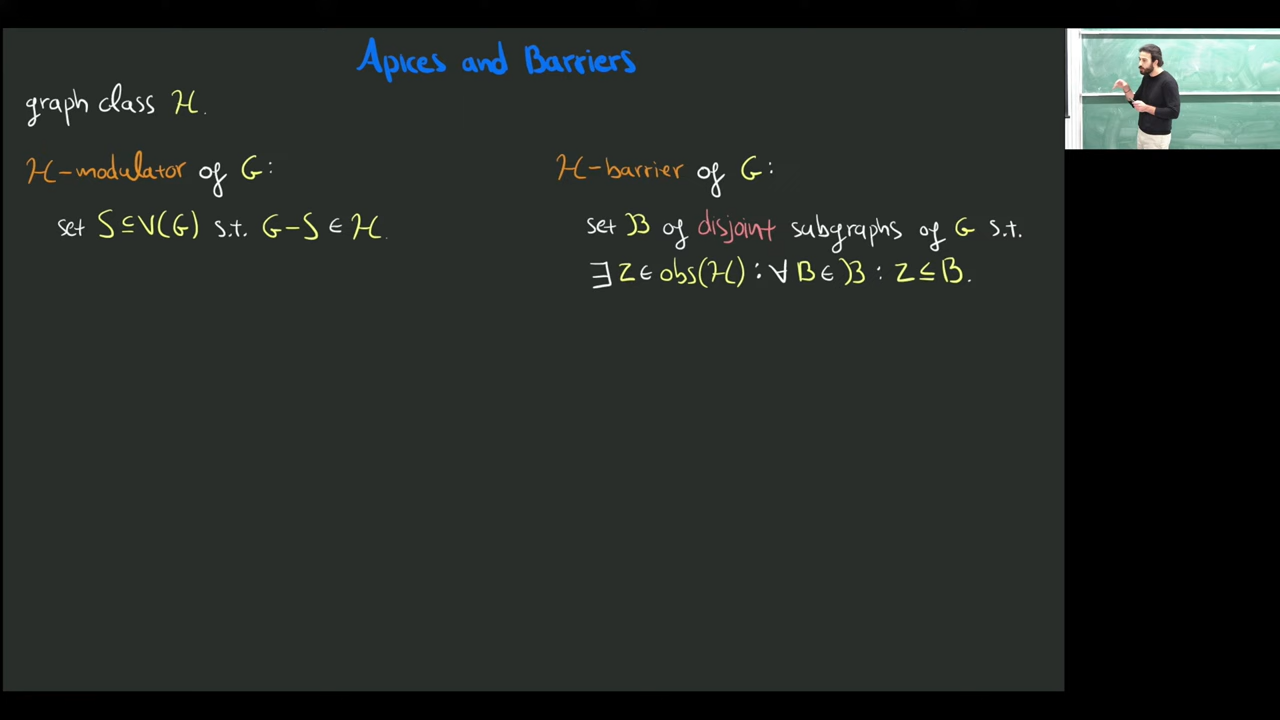 Apices and Barriers
graph class ℋ.
ℋ-modulator of G:
set S ⊆ V(G) s.t. G-S ∈ ℋ.
ℋ-barrier of G:
set ℬ of disjoint subgraphs of G s.t.
∃ Z ∈ obs(ℋ) : ∀ B ∈ ℬ : Z ≤ B.